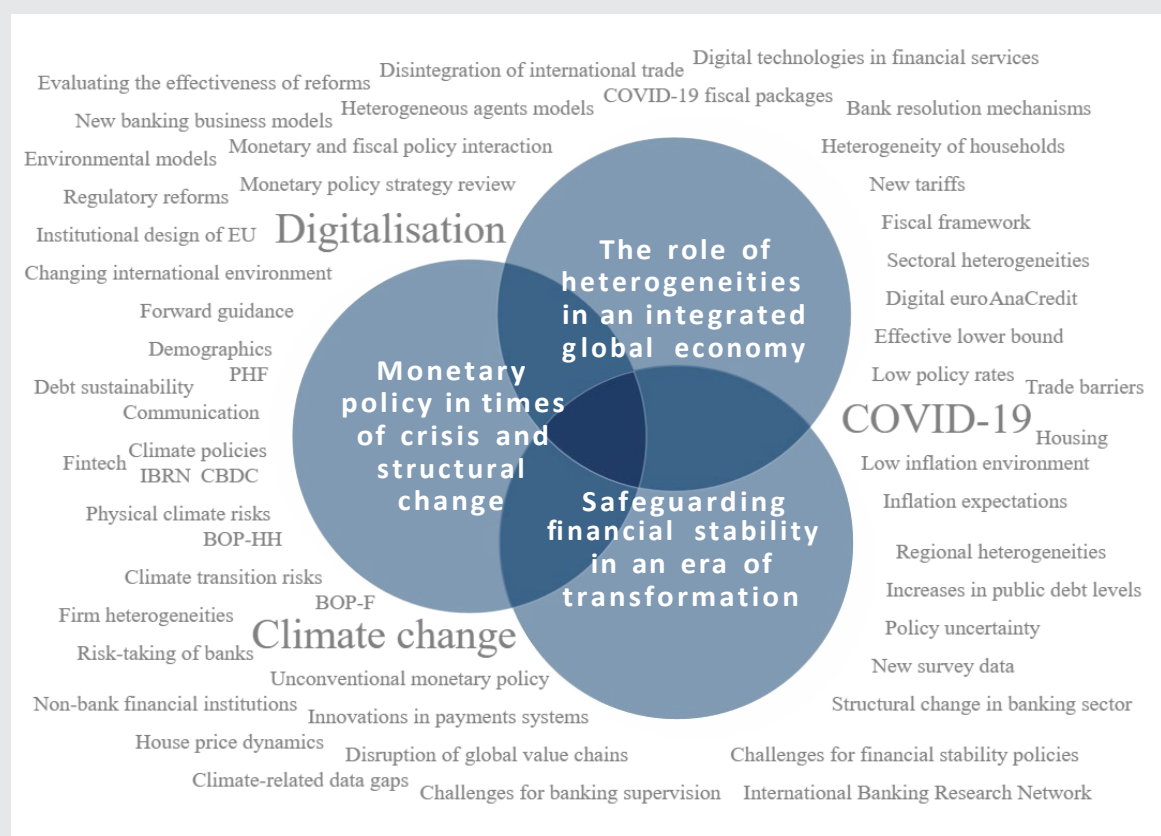 Digital technologies in financial services
Disintegration of international trade
Evaluating the effectiveness of reforms
COVID-19 fiscal packages
Heterogeneous agents models
Bank resolution mechanisms
New banking business models
Monetary and fiscal policy interaction
Heterogeneity of households
Environmental models
Monetary policy strategy review
New tariffs
Regulatory reforms
Fiscal framework
Institutional design of EU
Digitalisation
Sectoral heterogeneities
Changing international environment
Digital euroAnaCredit
Forward guidance
Effective lower bound
Demographics
PHF
Low policy rates
Debt sustainability
Trade barriers
Communication
COVID-19
Housing
Climate policies
Fintech
Low inflation environment
IBRN CBDC
Inflation expectations
Physical climate risks
BOP-HH
Regional heterogeneities
Climate transition risks
Increases in public debt levels
BOP-F
Firm heterogeneities
Policy uncertainty
Climate change
Risk-taking of banks
New survey data
Unconventional monetary policy
Non-bank financial institutions
Structural change in banking sector
Innovations in payments systems
House price dynamics
Disruption of global value chains
Challenges for financial stability policies
Climate-related data gaps
Challenges for banking supervision
International Banking Research Network
The role of
heterogeneities
in an integrated
global economy
Monetary
policy in times
of crisis and
structural
change
Safeguarding
financial stability
in an era of
transformation